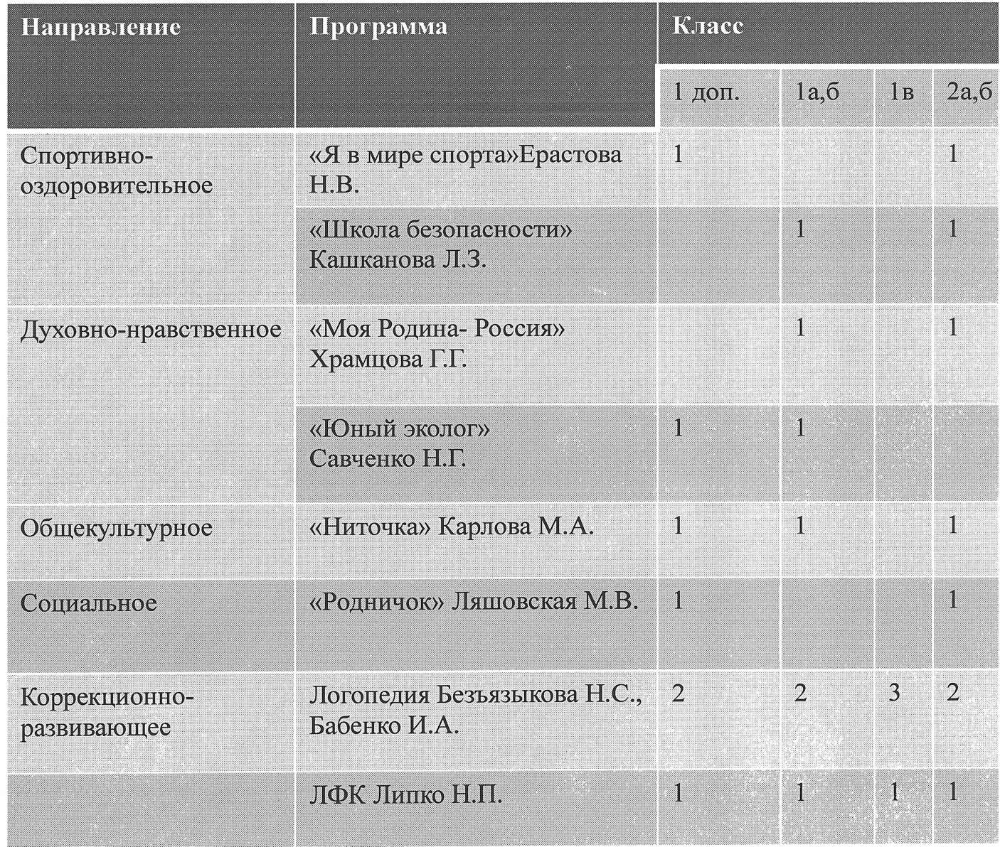 Направление Программа Класс
1 доп. 1а,б 1в 2а,б
Спортивно- «Я в мире спорта»Ерастова 1 1
оздоровительное Н.В.
«Школа безопасности» 1 1
Кашканова Л.З.
Духовно-нравственное «Моя Родина- Россия» 1 1
Храмцова Г.Г.
«Юный эколог» 1 1
Савченко Н.Г.
Общекультурное «Ниточка» Карлова М.А. 1 1 1
Социальное «Родничок» Ляшовская М.В. 1 1
Коррекционно- Логопедия Безъязыкова Н.С., 2 2 3 2
развивающее Бабенко И.А.
ЛФК Липко Н.П. 1 1 1 1